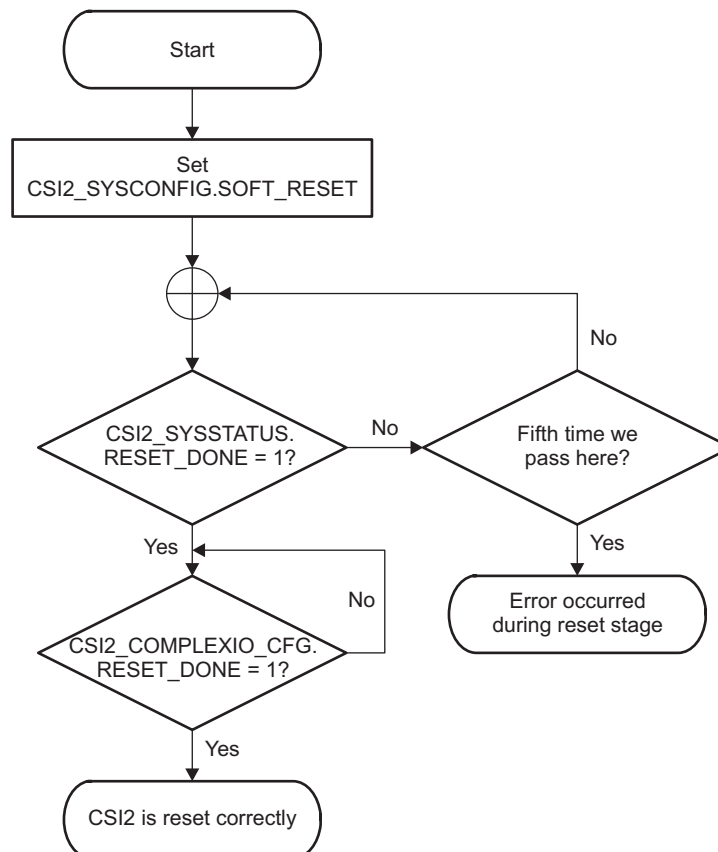 Start
Set
CSI2_SYSCONFIG.SOFT_RESET
No
CSI2_SYSSTATUS.
RESET_DONE = 1?
No
Fifth time we
pass here?
Yes
Yes
No
CSI2_COMPLEXIO_CFG.
RESET_DONE = 1?
Error occurred
during reset stage
Yes
CSI2 is reset correctly